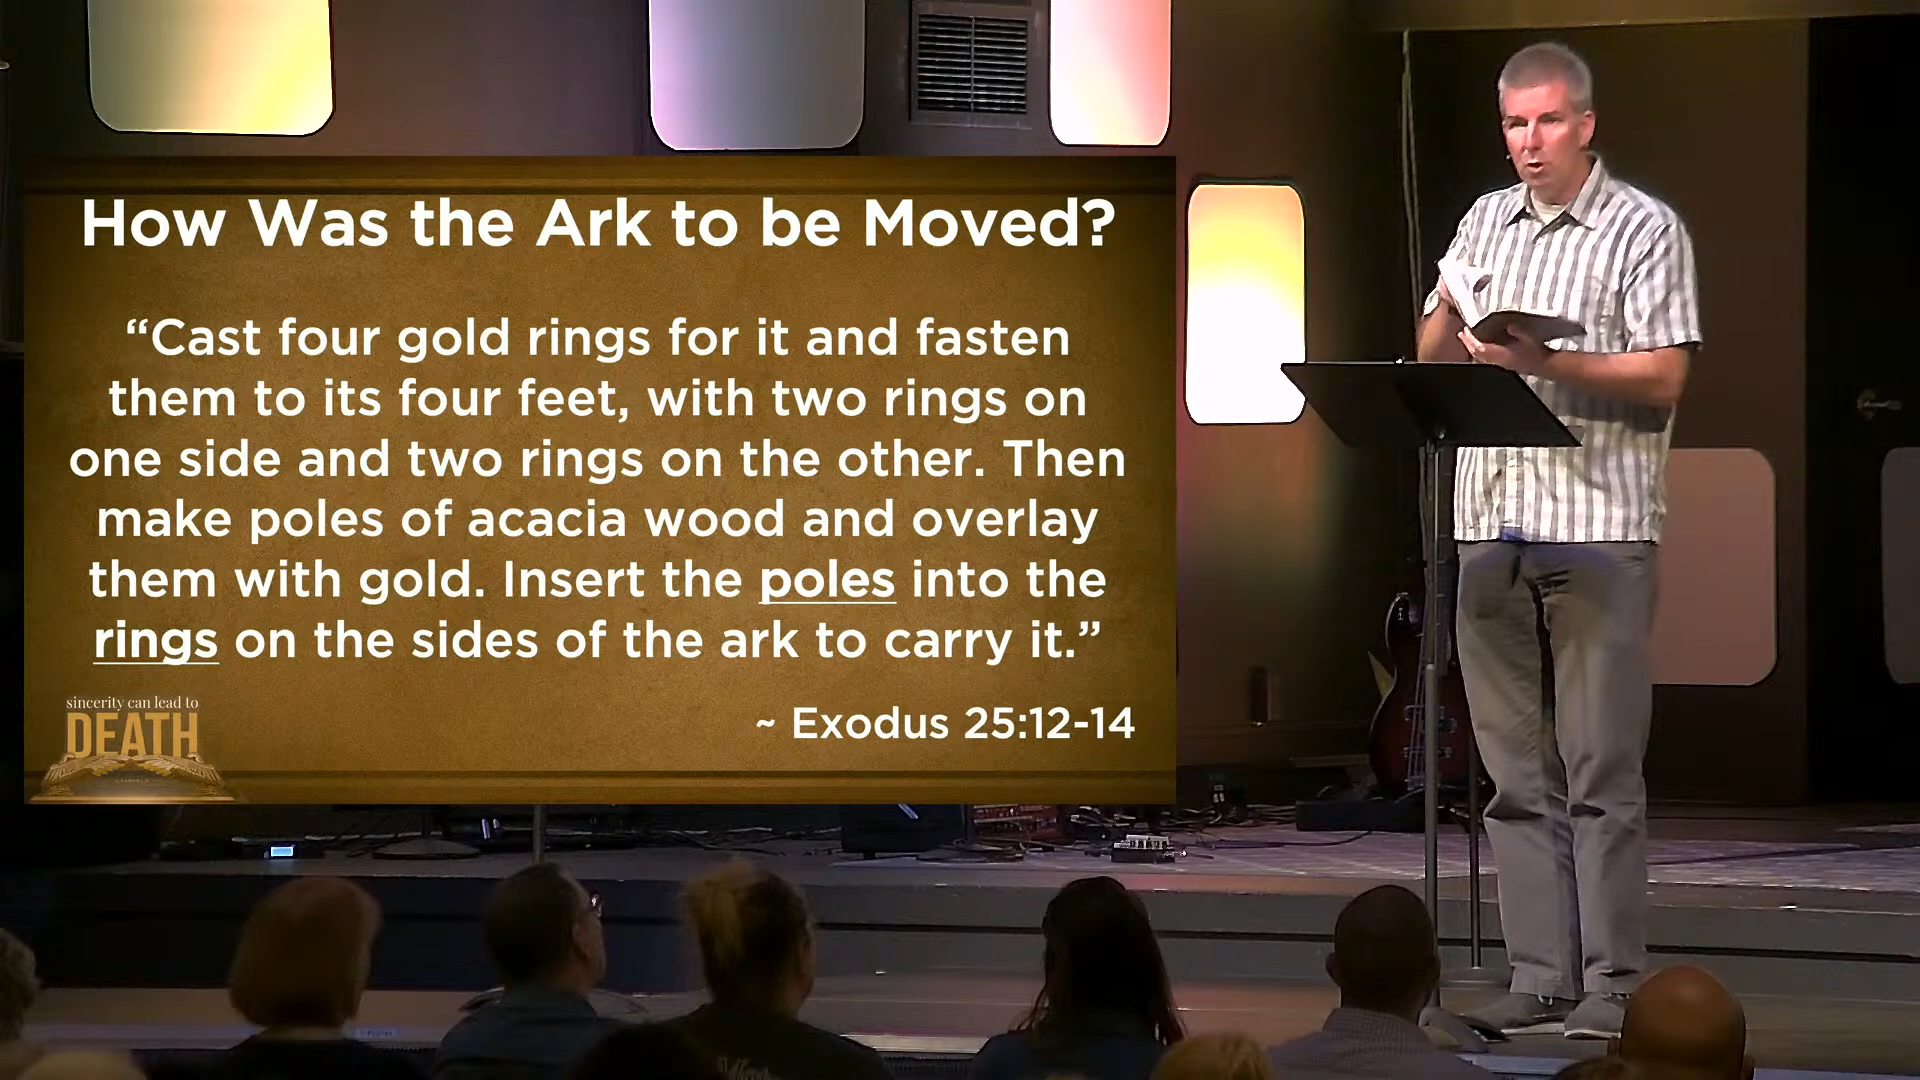 How Was the Ark to be Moved?
“Cast four gold rings for it and fasten
them to its four feet, with two rings on
one side and two rings on the other. Then
make poles of acacia wood and overlay
them with gold. Insert the poles into the
rings on the sides of the ark to carry it.”
~ Exodus 25:12-14
sincerity can lead to
DEATH